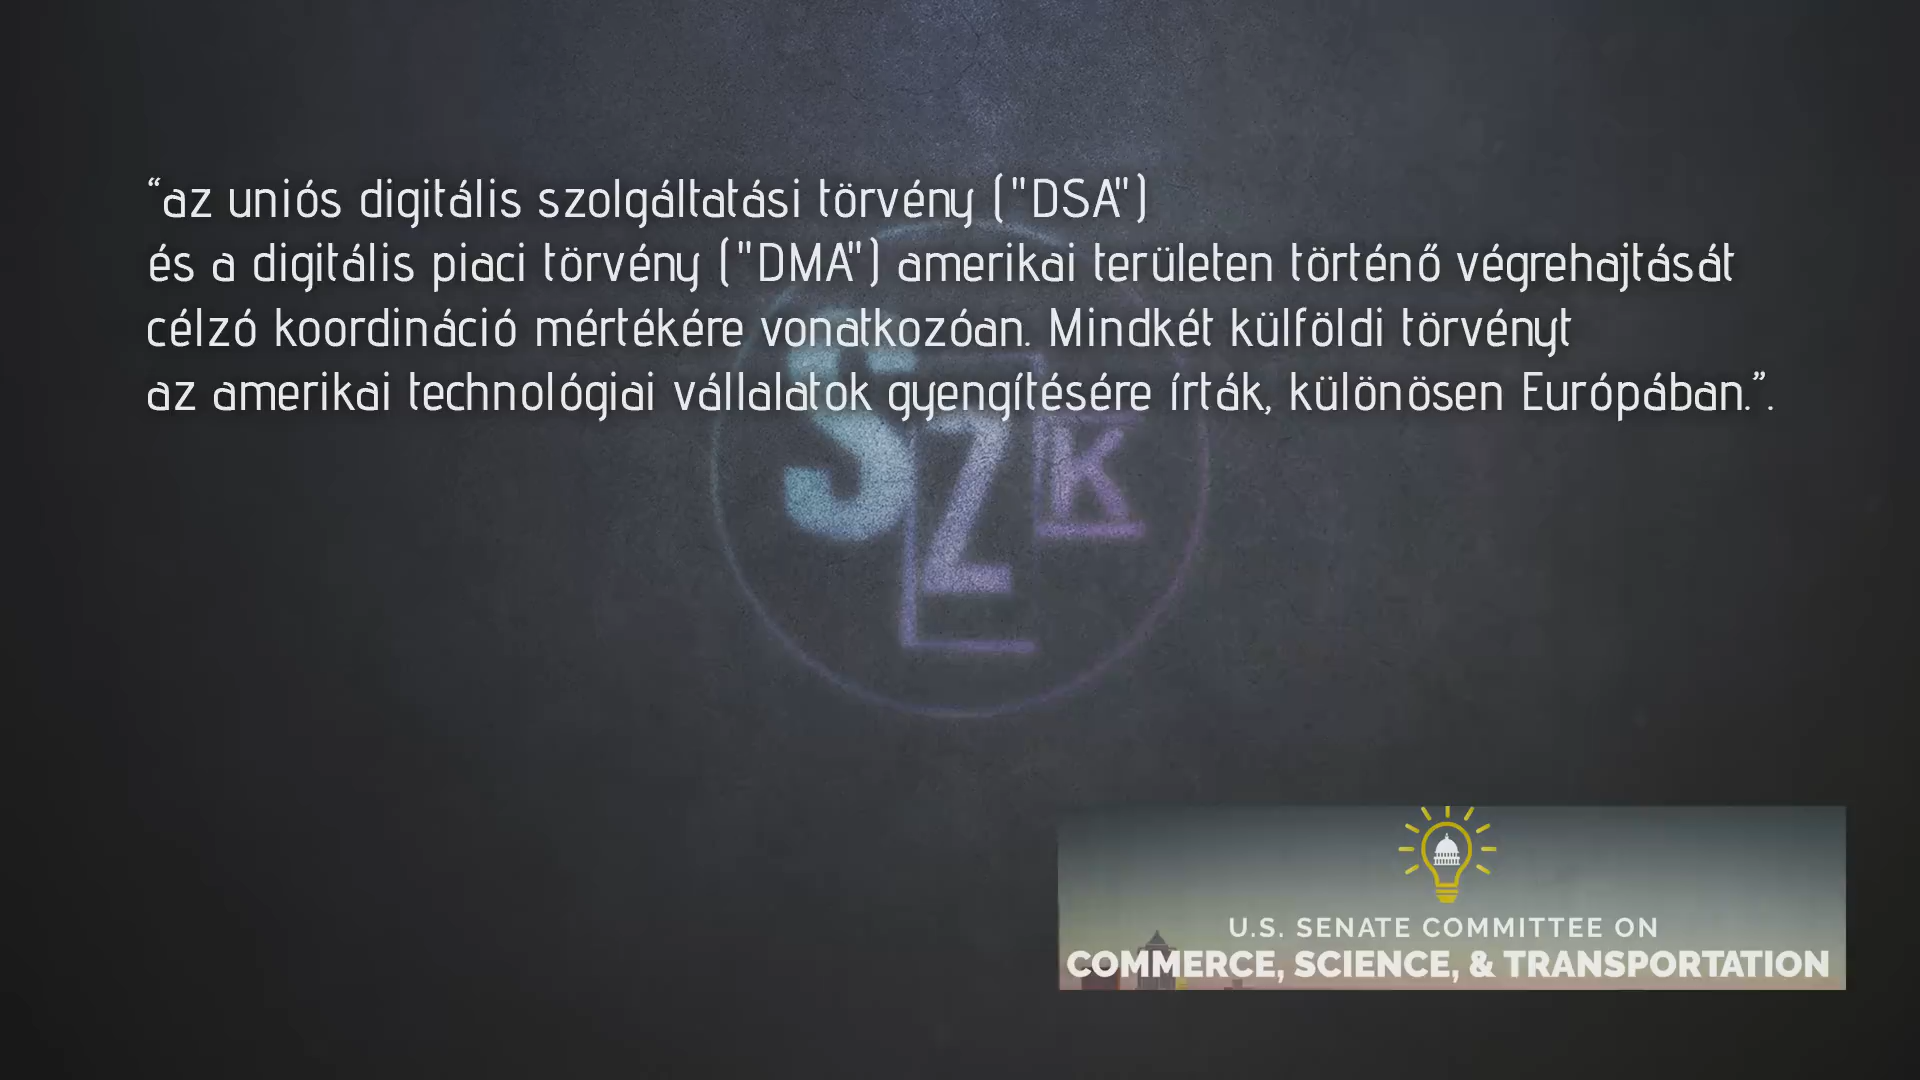 “az uniós digitális szolgáltatási törvény ("DSA")
és a digitális piaci törvény ("DMA") amerikai területen történő végrehajtását
célzó koordináció mértékére vonatkozóan. Mindkét külföldi törvényt
az amerikai technológiai vállalatok gyengítésére írták, különösen Európában.”.
SZK
U.S. SENATE COMMITTEE ON
COMMERCE, SCIENCE, & TRANSPORTATION